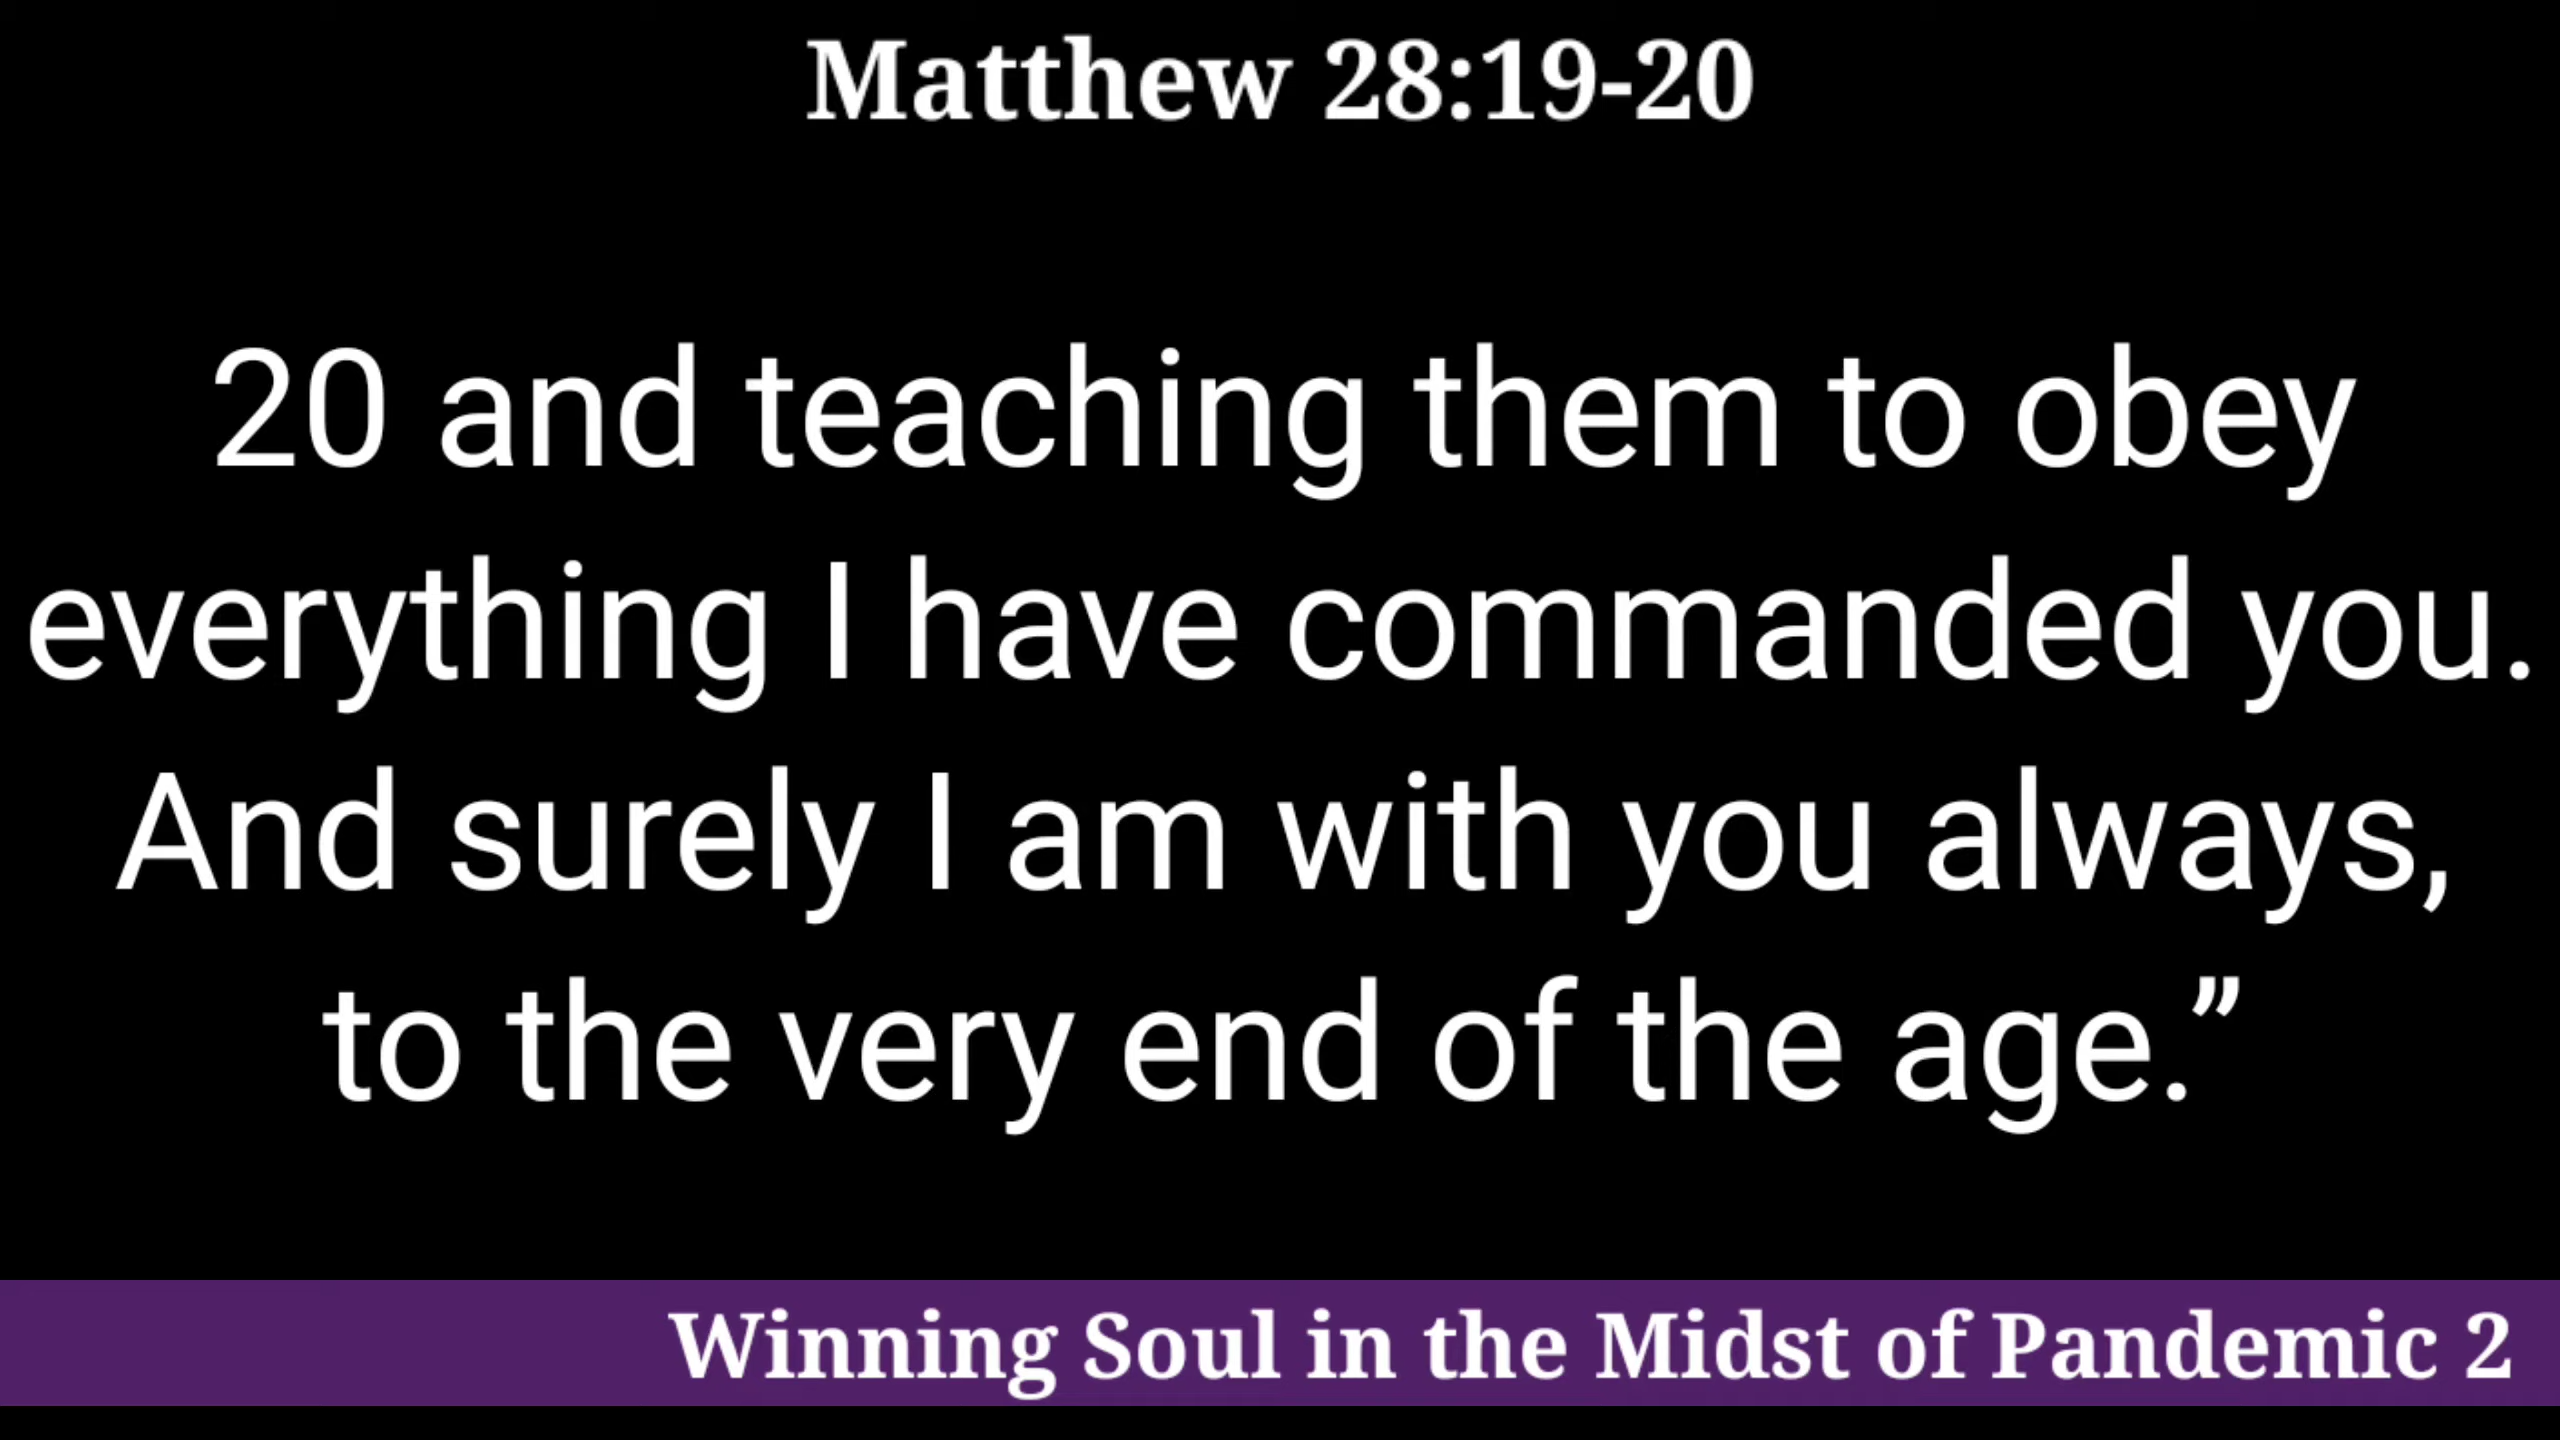 Matthew 28:19-20
20 and teaching them to obey
everything I have commanded you.
And surely I am with you always,
to the very end of the age.”
Winning Soul in the Midst of Pandemic 2